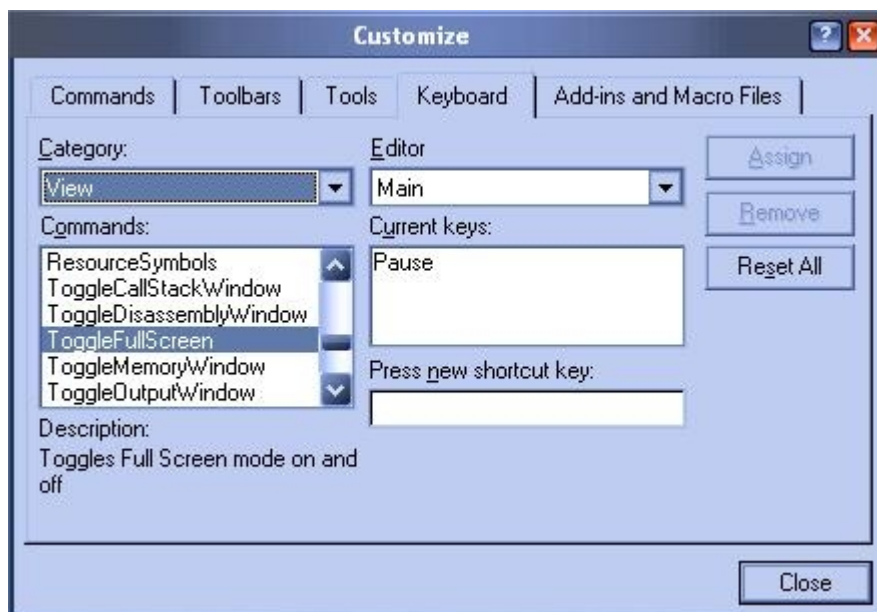 Customize
Commands
Toolbars
Tools
Keyboard
Add-ins and Macro Files
Category:
View
Commands:
ResourceSymbols
ToggleCallStackWindow
ToggleDisassemblyWindow
ToggleFullScreen
ToggleMemoryWindow
ToggleOutputWindow
Description:
Toggles Full Screen mode on and
off
Editor
Main
Current keys:
Pause
Press new shortcut key:
Assign
Remove
Reset All
Close